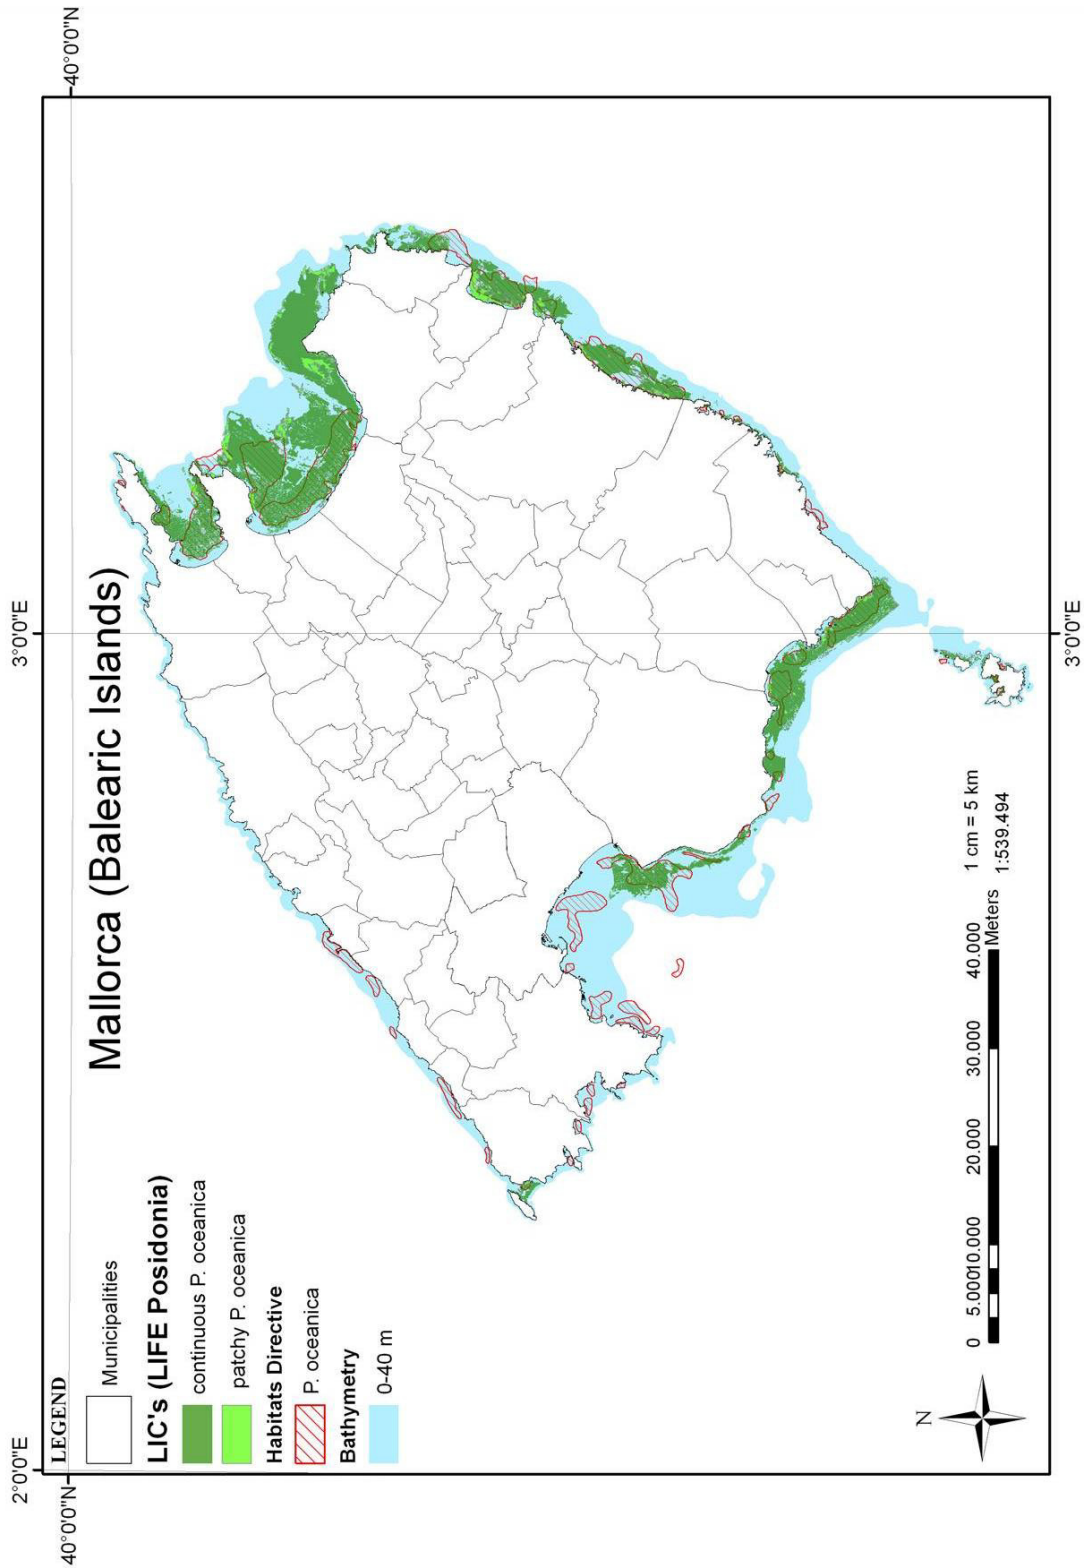 2°0'0"E
3°0'0"E
40°0'0"N
40°0'0"N
LEGEND
Municipalities
LIC's (LIFE Posidonia)
continuous P. oceanica
patchy P. oceanica
Habitats Directive
P. oceanica
Bathymetry
0-40 m
Mallorca (Balearic Islands)
N
0 5.00010.000 20.000 30.000 40.000
Meters
1 cm = 5 km
1:539.494
3°0'0"E